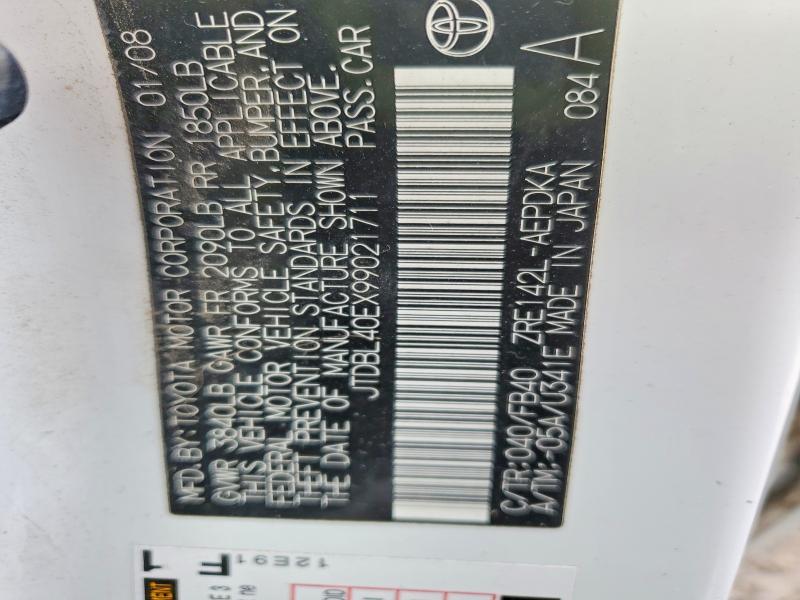 MFD.BY:TOYOTA MOTOR CORPORATION 01/08
GVWR 3840LB GAWR FR 2090LB RR 1850LB
THIS VEHICLE CONFORMS TO ALL APPLICABLE
FEDERAL MOTOR VEHICLE SAFETY,BUMPER,AND
THEFT PREVENTION STANDARDS IN EFFECT ON
THE DATE OF MANUFACTURE SHOWN ABOVE.
JTDBL40EX99021711 PASS.CAR
C/TR:040/FB40 ZRE142L-AEPDKA
A/TM:-05A/U341E MADE IN JAPAN 084 A
12E91